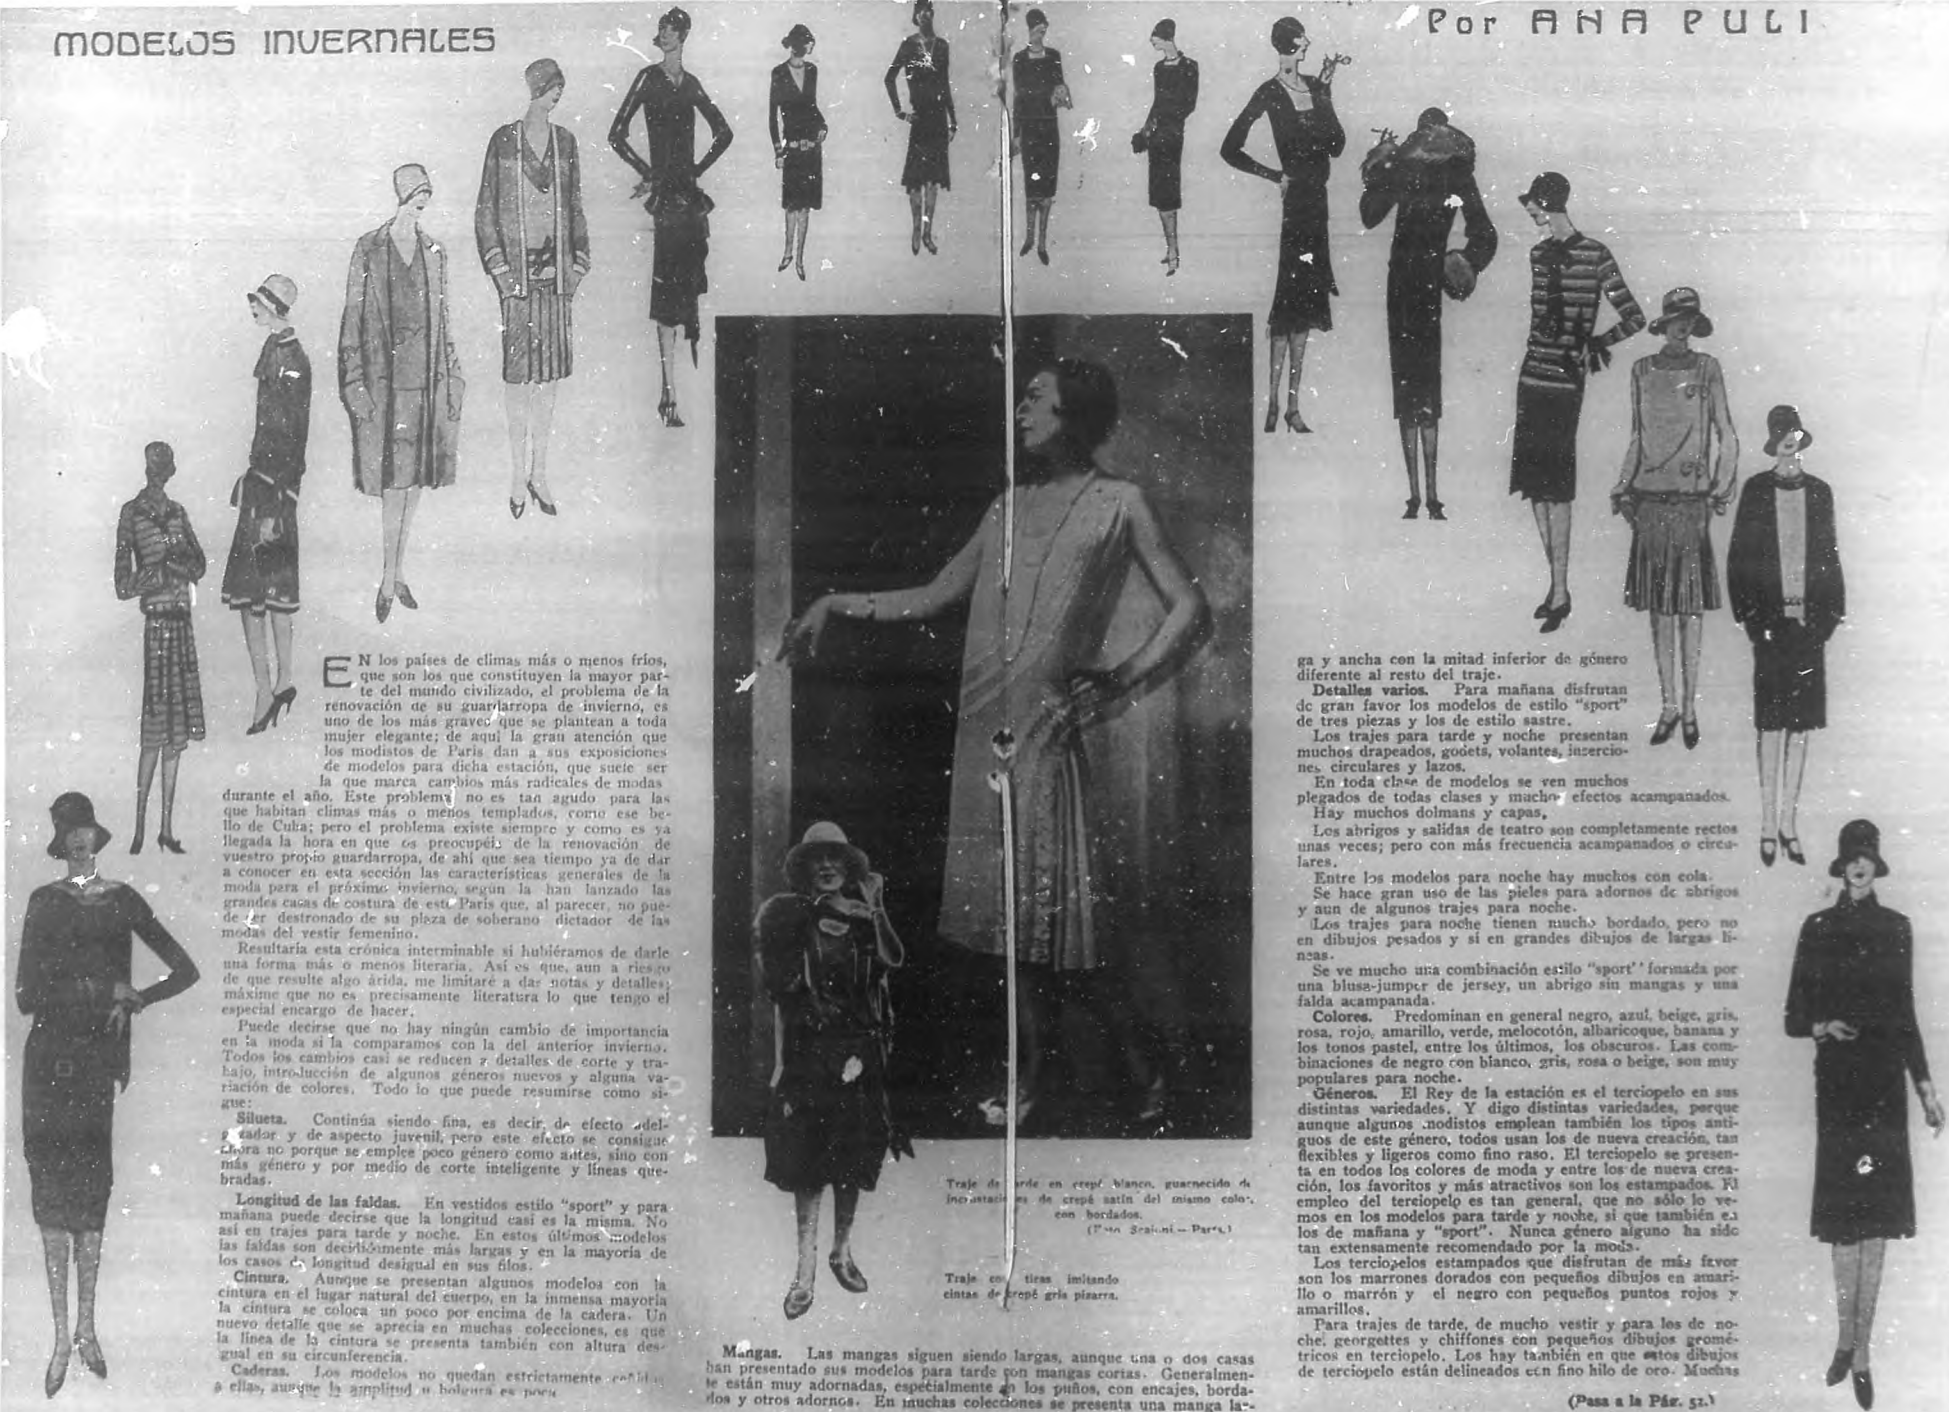 MODELOS INVERNALES
Por ANA PULI
EN los países de climas más o menos fríos,
que son los que constituyen la mayor par-
te del mundo civilizado, el problema de la
renovación de su guardarropa de invierno, es
uno de los más graves que se plantean a toda
mujer elegante; de aquí la gran atención que
los modistos de Paris dan a sus exposiciones
de modelos para dicha estación, que suele ser
la que marca cambios más radicales de modas
durante el año. Este problema no es tan agudo para las
que habitan climas más o menos templados, como ese be-
llo de Cuba; pero el problema existe siempre y como es ya
llegada la hora en que os preocupéis de la renovación de
vuestro propio guardarropa, de ahí que sea tiempo ya de dar
a conocer en esta sección las características generales de la
moda para el próximo invierno, según la han lanzado las
grandes casas de costura de este Paris que, al parecer, no pue-
de ser destronado de su plaza de soberano dictador de las
modas del vestir femenino.
Resultaría esta crónica interminable si hubiéramos de darle
una forma más o menos literaria. Así es que, aun a riesgo
de que resulte algo árida, me limitaré a dar notas y detalles;
máxime que no es precisamente literatura lo que tengo el
especial encargo de hacer.
Puede decirse que no hay ningún cambio de importancia
en la moda si la comparamos con la del anterior invierno.
Todos los cambios casi se reducen a detalles de corte y tra-
bajo, introducción de algunos géneros nuevos y alguna va-
riación de colores. Todo lo que puede resumirse como si-
gue:
Silueta. Continúa siendo fina, es decir, de efecto adel-
gazador y de aspecto juvenil, pero este efecto se consigue
ahora no porque se emplee poco género como antes, sino con
más género y por medio de corte inteligente y líneas que-
bradas.
Longitud de las faldas. En vestidos estilo "sport" y para
mañana puede decirse que la longitud casi es la misma. No
así en trajes para tarde y noche. En estos últimos modelos
las faldas son decididamente más largas y en la mayoría de
los casos de longitud desigual en sus filos.
Cintura. Aunque se presentan algunos modelos con la
cintura en el lugar natural del cuerpo, en la inmensa mayoría
la cintura se coloca un poco por encima de la cadera. Un
nuevo detalle que se aprecia en muchas colecciones, es que
la línea de la cintura se presenta también con altura des-
gual en su circunferencia.
Caderas. Los modelos no quedan estrictamente
a ellas, aunque la amplitud u holgura es poca
Traje de tarde en crepé blanco, guarnecido de
incrustaciones de crepé satín del mismo color,
con bordados.
(Foto Scaioni — Paris.)
Traje con tiras imitando
cintas de crepé gris pizarra.
Mangas. Las mangas siguen siendo largas, aunque una o dos casas
han presentado sus modelos para tarde con mangas cortas. Generalmen-
te están muy adornadas, especialmente en los puños, con encajes, borda-
dos y otros adornos. En muchas colecciones se presenta una manga lar-
ga y ancha con la mitad inferior de género
diferente al resto del traje.
Detalles varios. Para mañana disfrutan
de gran favor los modelos de estilo "sport"
de tres piezas y los de estilo sastre.
Los trajes para tarde y noche presentan
muchos drapeados, godets, volantes, insercio-
nes circulares y lazos.
En toda clase de modelos se ven muchos
plegados de todas clases y muchos efectos acampanados.
Hay muchos dolmans y capas.
Los abrigos y salidas de teatro son completamente rectos
unas veces; pero con más frecuencia acampanados o circu-
lares.
Entre los modelos para noche hay muchos con cola.
Se hace gran uso de las pieles para adornos de abrigos
y aun de algunos trajes para noche.
Los trajes para noche tienen mucho bordado, pero no
en dibujos pesados y sí en grandes dibujos de largas lí-
neas.
Se ve mucho una combinación estilo "sport" formada por
una blusa-jumper de jersey, un abrigo sin mangas y una
falda acampanada.
Colores. Predominan en general negro, azul, beige, gris,
rosa, rojo, amarillo, verde, melocotón, albaricoque, banana y
los tonos pastel, entre los últimos, los obscuros. Las com-
binaciones de negro con blanco, gris, rosa o beige, son muy
populares para noche.
Géneros. El Rey de la estación es el terciopelo en sus
distintas variedades. Y digo distintas variedades, porque
aunque algunos modistos emplean también los tipos anti-
guos de este género, todos usan los de nueva creación, tan
flexibles y ligeros como fino raso. El terciopelo se presen-
ta en todos los colores de moda y entre los de nueva crea-
ción, los favoritos y más atractivos son los estampados. El
empleo del terciopelo es tan general, que no sólo lo ve-
mos en los modelos para tarde y noche, si que también en
los de mañana y "sport". Nunca género alguno ha sido
tan extensamente recomendado por la moda.
Los terciopelos estampados que disfrutan de más favor
son los marrones dorados con pequeños dibujos en amari-
llo o marrón y el negro con pequeños puntos rojos y
amarillos.
Para trajes de tarde, de mucho vestir y para los de no-
che, georgettes y chiffones con pequeños dibujos geomé-
tricos en terciopelo. Los hay también en que estos dibujos
de terciopelo están delineados con fino hilo de oro. Muchas
(Pasa a la Pág. 52.)